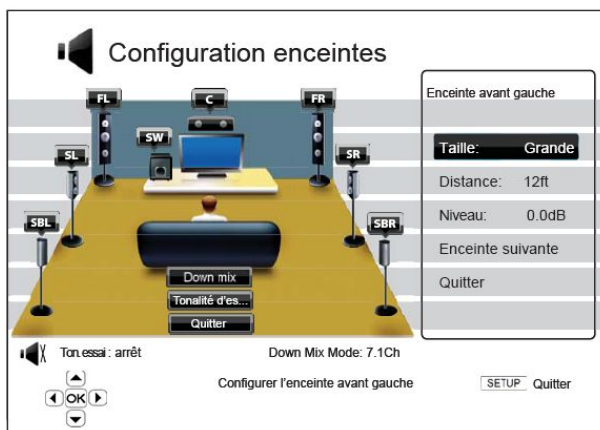 Configuration enceintes
FL
C
FR
SW
SL
SR
SBL
SBR
Down mix
Tonalité d'es...
Quitter
Enceinte avant
gauche
Taille: Grande
Distance: 12ft
Niveau: 0.0dB
Enceinte suivante
Quitter
Ton.essai : arrêt
Down Mix Mode: 7.1Ch
OK
Configurer l'enceinte avant gauche
SETUP Quitter